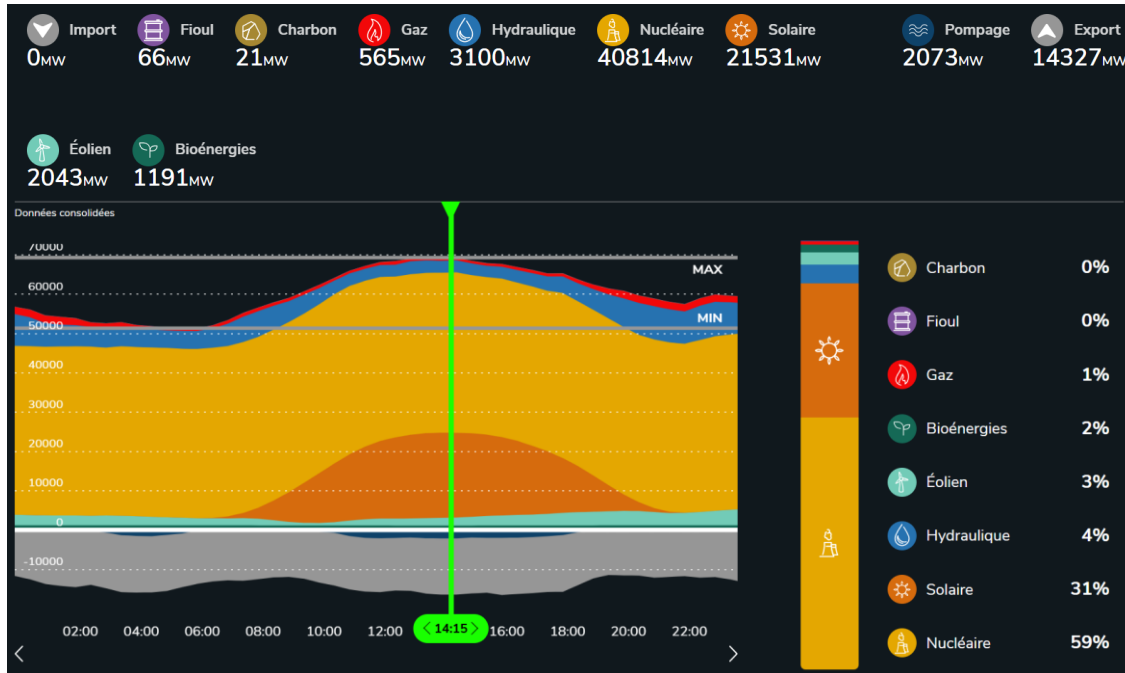 Import Fioul Charbon Gaz Hydraulique Nucléaire Solaire Pompage Export
0MW 66MW 21MW 565MW 3100MW 40814MW 21531MW 2073MW 14327MW
Éolien Bioénergies
2043MW 1191MW
Données consolidées
70000
MAX
60000
MIN
50000
40000
30000
20000
10000
0
-10000
02:00 04:00 06:00 08:00 10:00 12:00 < 14:15 > 16:00 18:00 20:00 22:00
< >
Charbon 0%
Fioul 0%
Gaz 1%
Bioénergies 2%
Éolien 3%
Hydraulique 4%
Solaire 31%
Nucléaire 59%